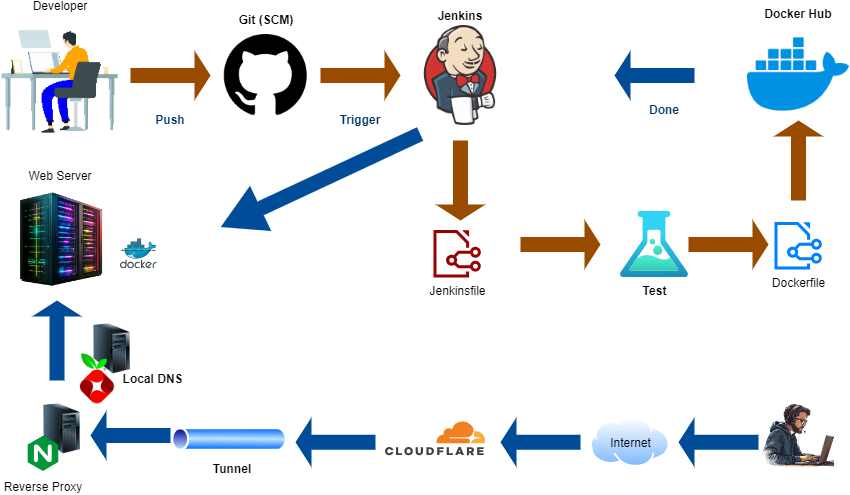 Developer
Git (SCM)
Jenkins
Docker Hub
Push
Trigger
Done
Web Server
docker
Jenkinsfile
Test
Dockerfile
Local DNS
N
Reverse Proxy
Tunnel
CLOUDFLARE
Internet